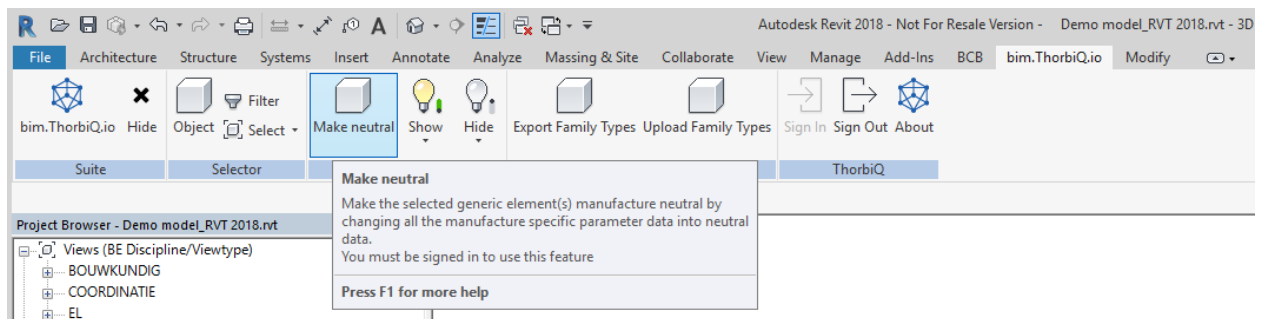 Autodesk Revit 2018 - Not For Resale Version - Demo model_RVT 2018.rvt - 3D
File Architecture Structure Systems Insert Annotate Analyze Massing & Site Collaborate View Manage Add-Ins BCB bim.ThorbiQ.io Modify
bim.ThorbiQ.io Hide Object Filter Select Make neutral Show Hide Export Family Types Upload Family Types Sign In Sign Out About
Suite Selector ThorbiQ
Make neutral
Make the selected generic element(s) manufacture neutral by
changing all the manufacture specific parameter data into neutral
data.
You must be signed in to use this feature
Press F1 for more help
Project Browser - Demo model_RVT 2018.rvt
Views (BE Discipline/Viewtype)
BOUWKUNDIG
COORDINATIE
EL